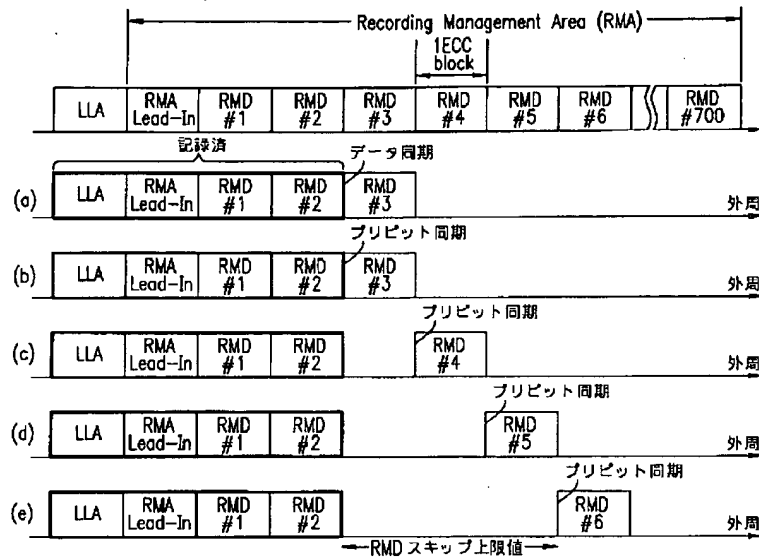 Recording Management Area (RMA)
1ECC
block
LLA
RMA
Lead-In
RMD
#1
RMD
#2
RMD
#3
RMD
#4
RMD
#5
RMD
#6
RMD
#700
記録済
データ同期
(a)
LLA
RMA
Lead-In
RMD
#1
RMD
#2
RMD
#3
外周
プリピット同期
(b)
LLA
RMA
Lead-In
RMD
#1
RMD
#2
RMD
#3
外周
プリピット同期
(c)
LLA
RMA
Lead-In
RMD
#1
RMD
#2
RMD
#4
外周
プリピット同期
(d)
LLA
RMA
Lead-In
RMD
#1
RMD
#2
RMD
#5
外周
プリピット同期
(e)
LLA
RMA
Lead-In
RMD
#1
RMD
#2
RMD
#6
外周
RMDスキップ上限値